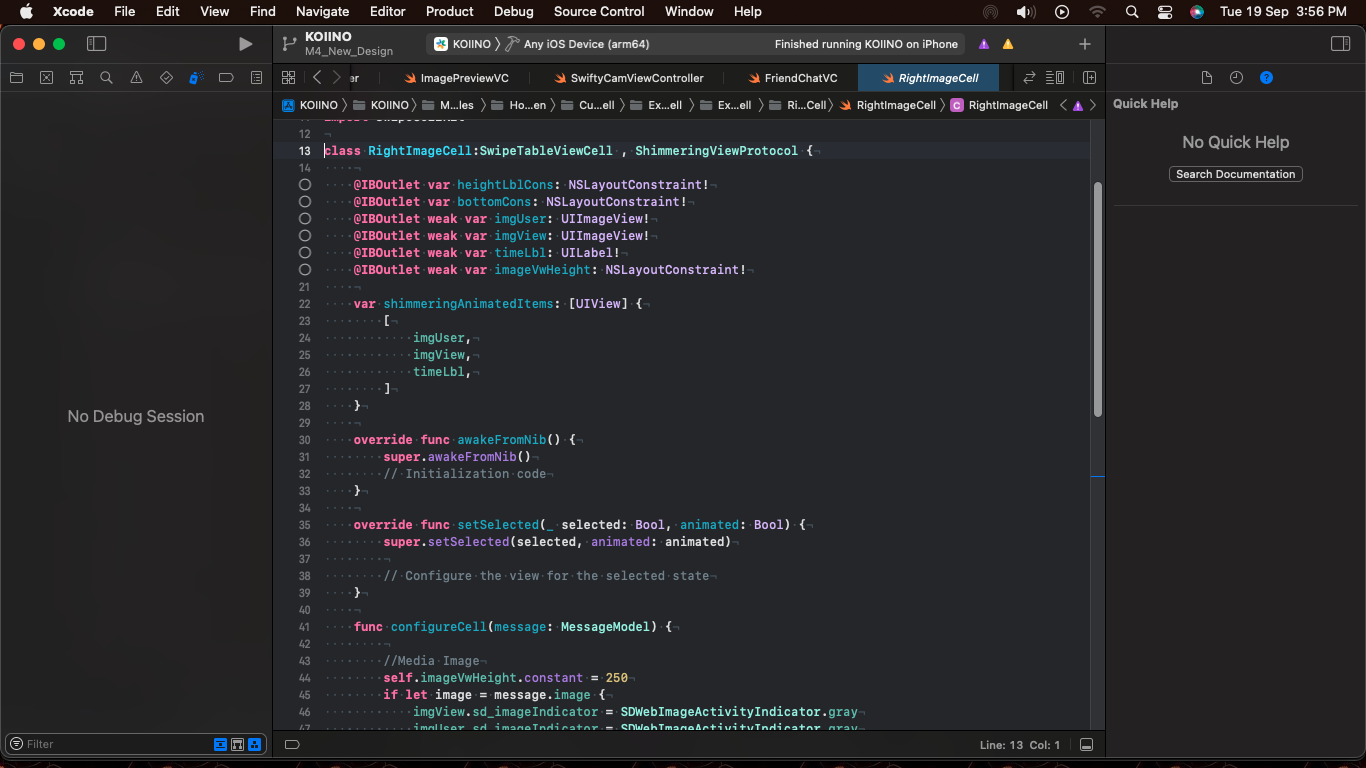 Xcode File Edit View Find Navigate Editor Product Debug Source Control Window Help Tue 19 Sep 3:56 PM
KOIINO
M4_New_Design
KOIINO Any iOS Device (arm64) Finished running KOIINO on iPhone
er ImagePreviewVC SwiftyCamViewController FriendChatVC RightImageCell
KOIINO KOIINO M...les Ho...en Cu...ell Ex...ell Ex...ell Ri...Cell) RightImageCell C RightImageCell
Quick Help
No Quick Help
Search Documentation
No Debug Session
12
13 class RightImageCell:SwipeTableViewCell , ShimmeringViewProtocol {
14
@IBOutlet var heightLblCons: NSLayoutConstraint!
@IBOutlet var bottomCons: NSLayoutConstraint!
@IBOutlet weak var imgUser: UIImageView!
@IBOutlet weak var imgView: UIImageView!
@IBOutlet weak var timeLbl: UILabel!
@IBOutlet weak var imageVwHeight: NSLayoutConstraint!
21
22 var shimmeringAnimatedItems: [UIView] {
23 [
24 imgUser,
25 imgView,
26 timeLbl,
27 ]
28 }
29
30 override func awakeFromNib() {
31 super.awakeFromNib()
32 // Initialization code
33 }
34
35 override func setSelected(_ selected: Bool, animated: Bool) {
36 super.setSelected(selected, animated: animated)
37
38 // Configure the view for the selected state
39 }
40
41 func configureCell(message: MessageModel) {
42
43 //Media Image
44 self.imageVwHeight.constant = 250
45 if let image = message.image {
46 imgView.sd_imageIndicator = SDWebImageActivityIndicator.gray
47 imgUser.sd_imageIndicator = SDWebImageActivityIndicator.gray
Filter
Line: 13 Col: 1